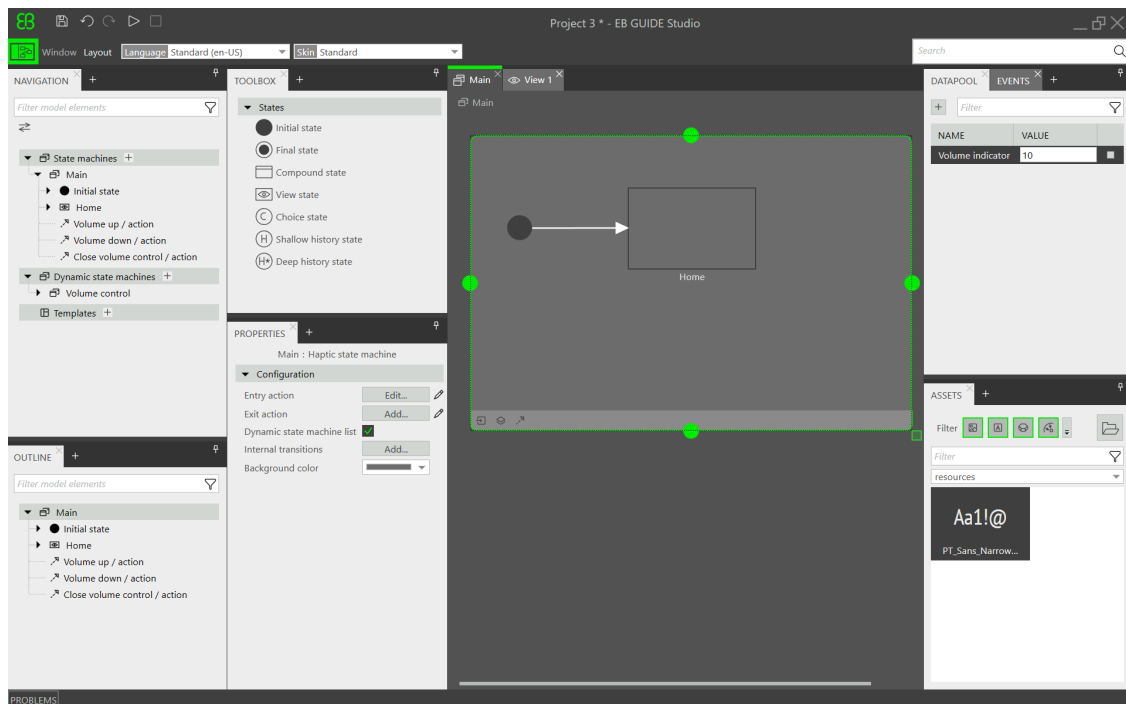 EB
Project 3 * - EB GUIDE Studio
Window Layout Language Standard (en-US) Skin Standard
Search
NAVIGATION
Filter model elements
State machines
Main
Initial state
Home
Volume up / action
Volume down / action
Close volume control / action
Dynamic state machines
Volume control
Templates
OUTLINE
Filter model elements
Main
Initial state
Home
Volume up / action
Volume down / action
Close volume control / action
TOOLBOX
States
Initial state
Final state
Compound state
View state
C Choice state
H Shallow history state
H* Deep history state
PROPERTIES
Main : Haptic state machine
Configuration
Entry action Edit...
Exit action Add...
Dynamic state machine list
Internal transitions Add...
Background color
Main View 1
Main
Home
DATAPOOL EVENTS
Filter
NAME VALUE
Volume indicator 10
ASSETS
Filter A
Filter
resources
Aa1!@
PT_Sans_Narrow...
PROBLEMS